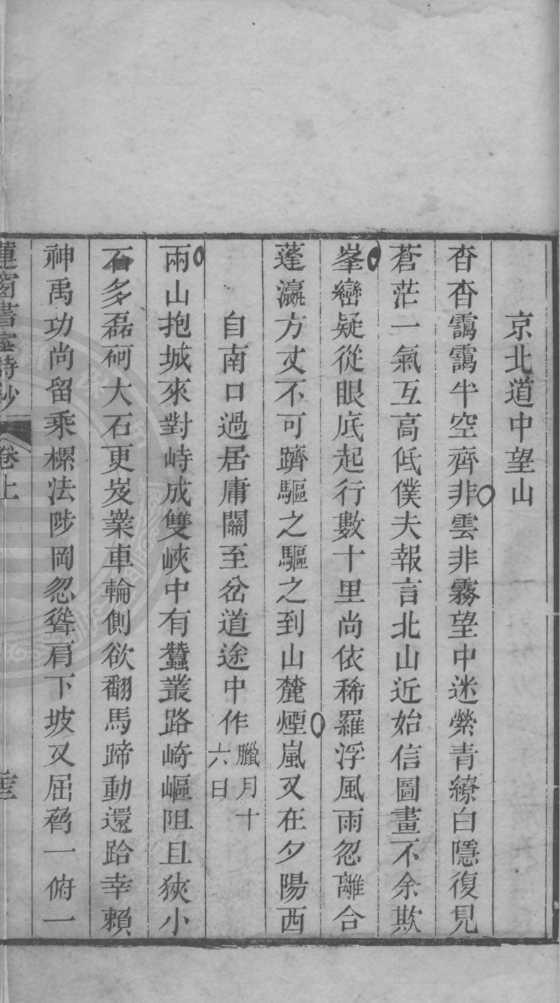 京北道中望山
杳杳靄靄半空齊非雲非霧望中迷縈青繚白隱復見
蒼茫一氣互高低僕夫報言北山近始信圖畫不余欺
峯巒疑從眼底起行數十里尚依稀羅浮風雨忽離合
蓬瀛方丈不可躋驅之驅之到山麓煙嵐又在夕陽西
自南口過居庸關至岔道途中作臘月十六日
兩山抱城來對峙成雙峽中有蠶叢路崎嶇阻且狹小
石多磊砢大石更岌嶪車輪側欲翻馬蹄動還跲幸賴
神禹功尚留乘樏法陟岡忽聳肩下坡又屈脅一俯一
蓮窗書室詩鈔 卷上